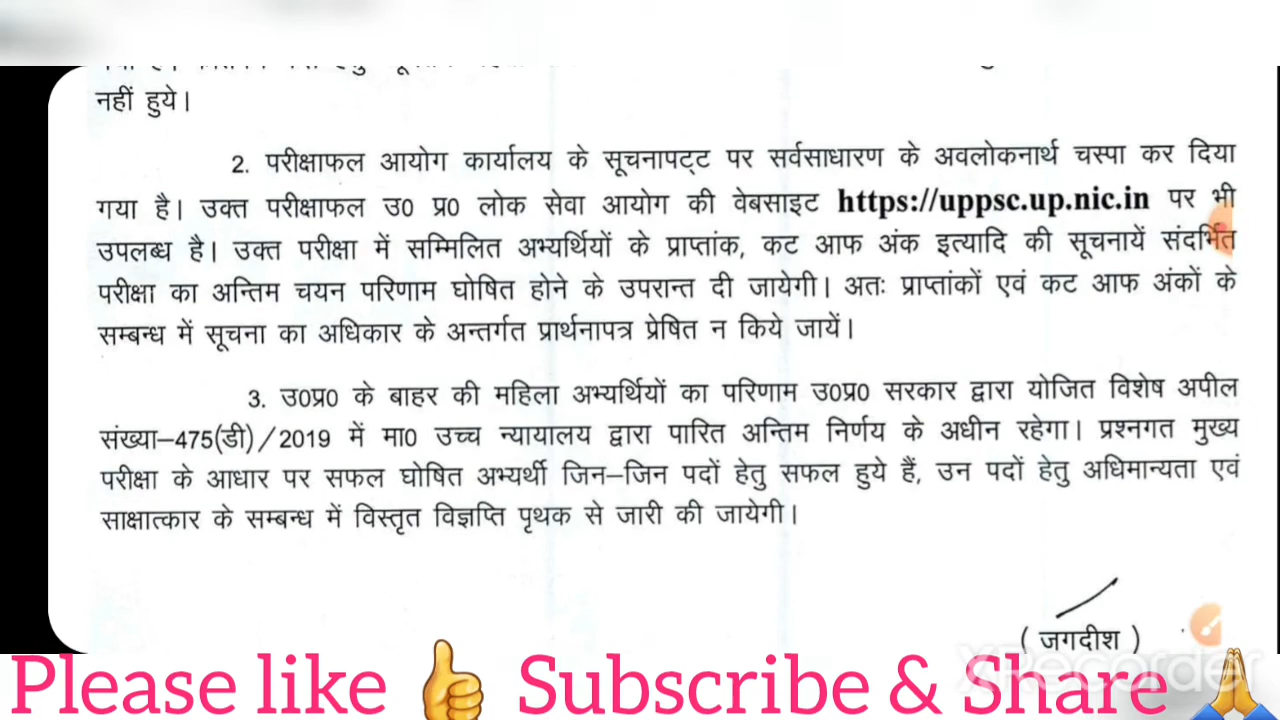 नहीं हुये।
2. परीक्षाफल आयोग कार्यालय के सूचनापट्ट पर सर्वसाधारण के अवलोकनार्थ चस्पा कर दिया
गया है। उक्त परीक्षाफल उ0 प्र0 लोक सेवा आयोग की वेबसाइट https://uppsc.up.nic.in पर भी
उपलब्ध है। उक्त परीक्षा में सम्मिलित अभ्यर्थियों के प्राप्तांक, कट आफ अंक इत्यादि की सूचनायें संदर्भित
परीक्षा का अन्तिम चयन परिणाम घोषित होने के उपरान्त दी जायेगी। अतः प्राप्तांकों एवं कट आफ अंकों के
सम्बन्ध में सूचना का अधिकार के अन्तर्गत प्रार्थनापत्र प्रेषित न किये जायें।
3. उ0प्र0 के बाहर की महिला अभ्यर्थियों का परिणाम उ0प्र0 सरकार द्वारा योजित विशेष अपील
संख्या–475(डी)/2019 में मा0 उच्च न्यायालय द्वारा पारित अन्तिम निर्णय के अधीन रहेगा। प्रश्नगत मुख्य
परीक्षा के आधार पर सफल घोषित अभ्यर्थी जिन–जिन पदों हेतु सफल हुये हैं, उन पदों हेतु अधिमान्यता एवं
साक्षात्कार के सम्बन्ध में विस्तृत विज्ञप्ति पृथक से जारी की जायेगी।
( जगदीश )
XRecorder
Please like 👍 Subscribe & Share 🙏